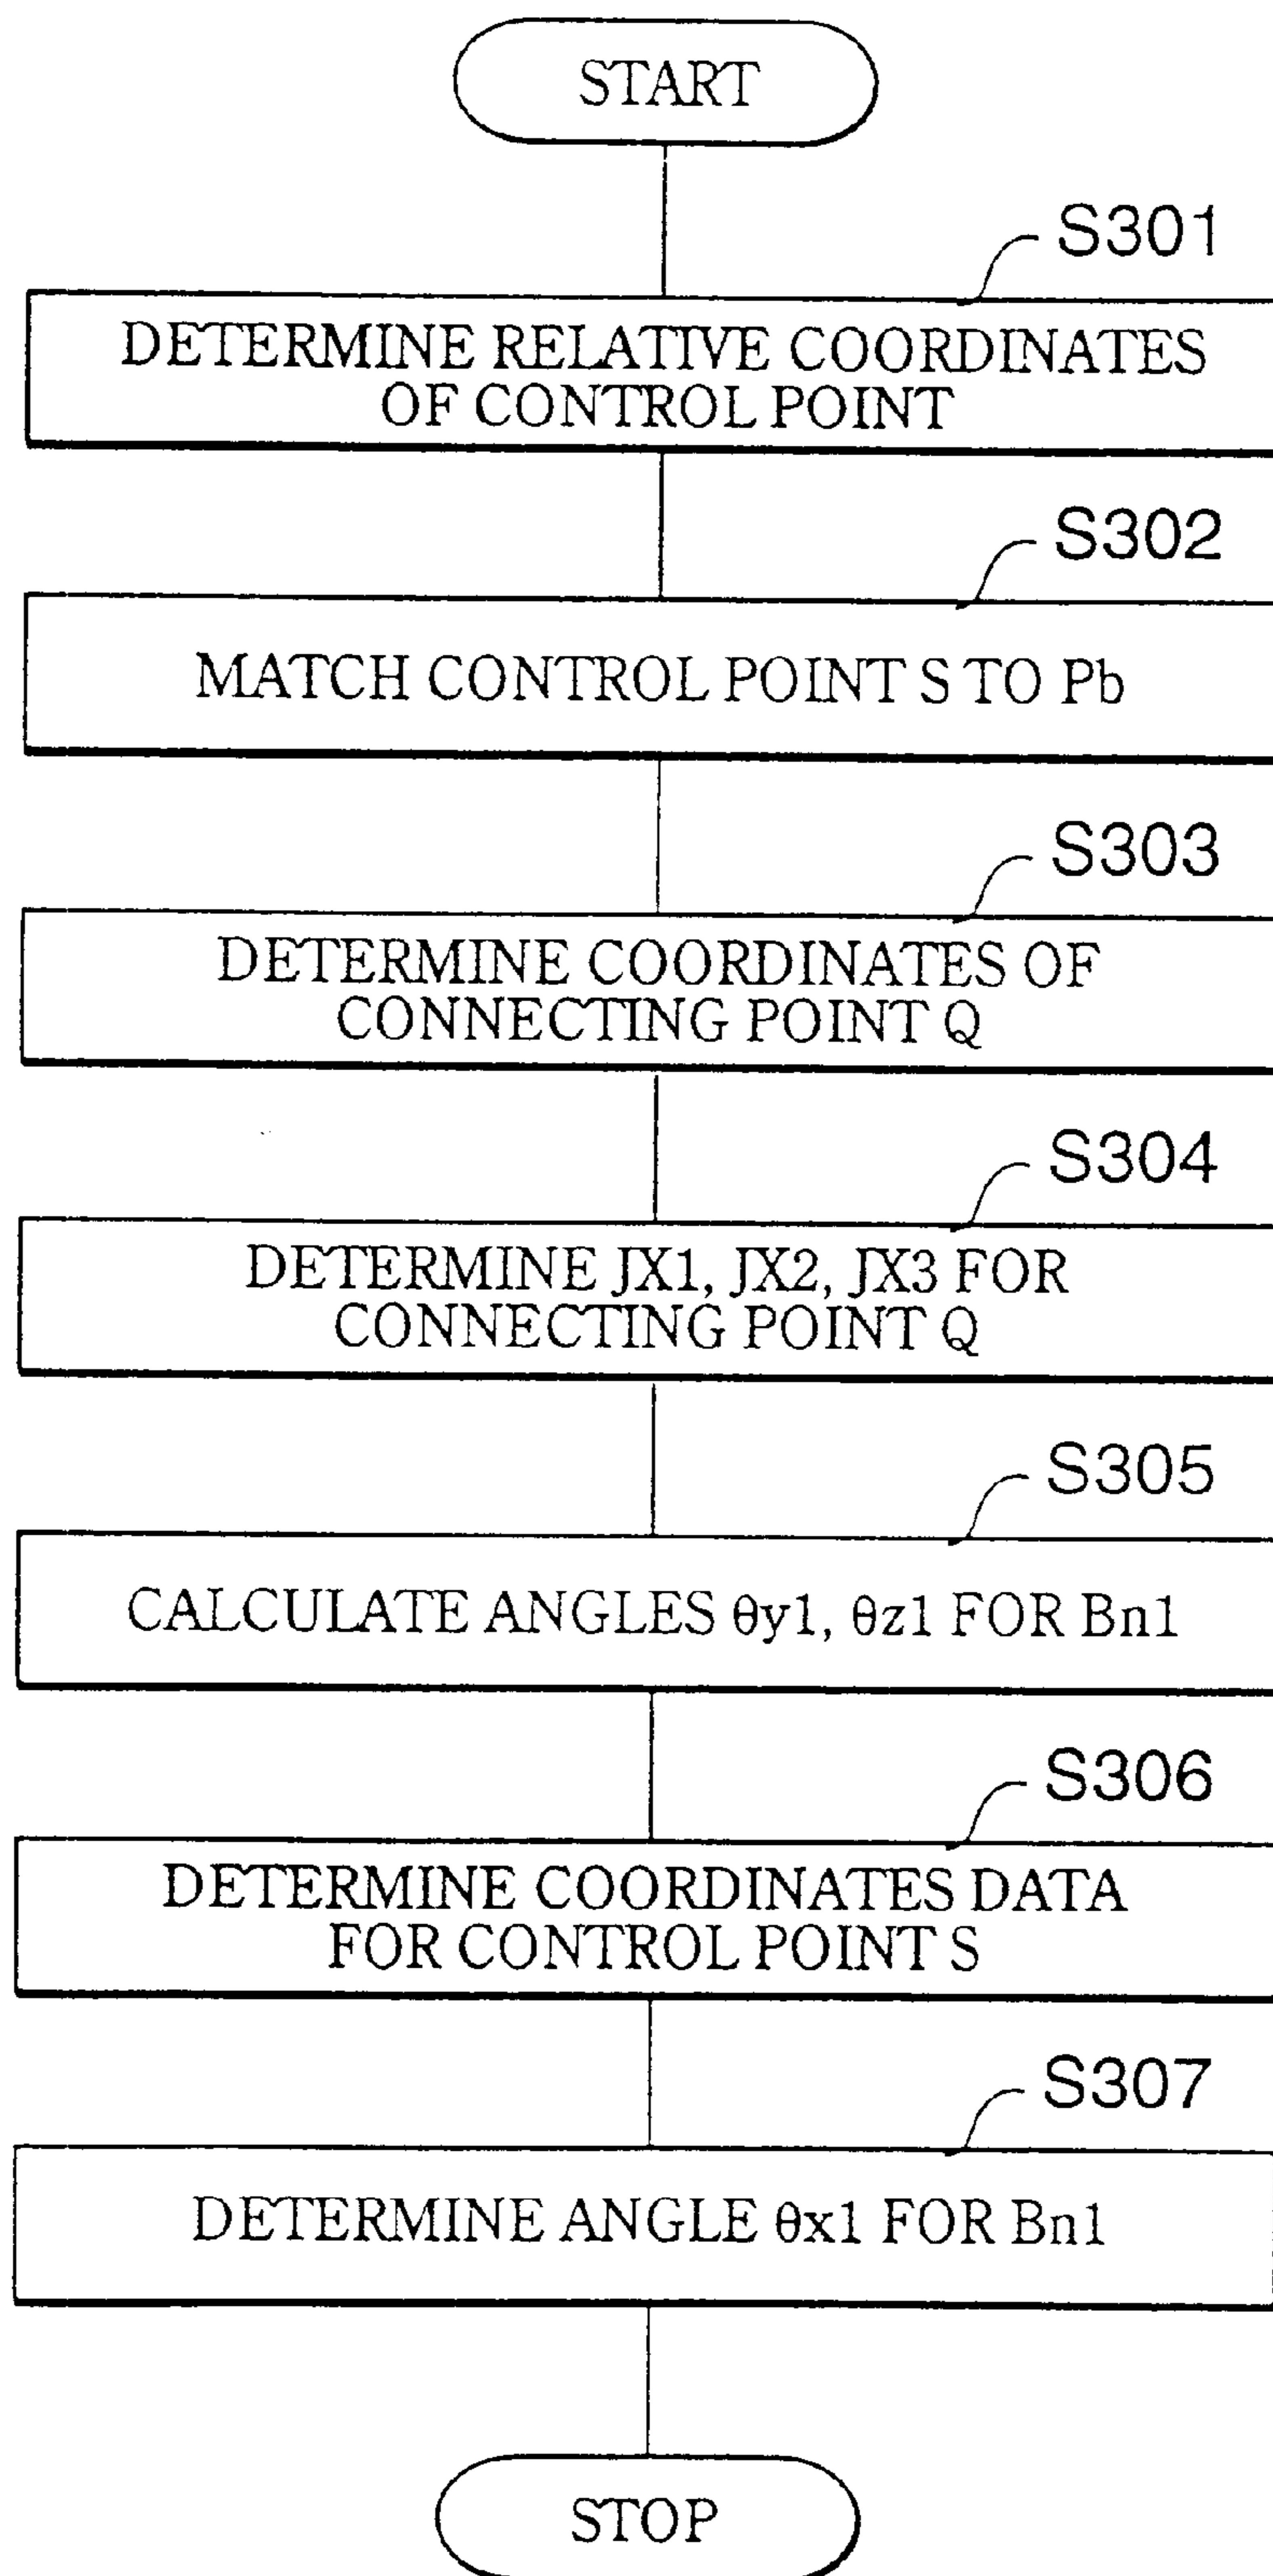 START
S301
DETERMINE RELATIVE COORDINATES
OF CONTROL POINT
S302
MATCH CONTROL POINT S TO Pb
S303
DETERMINE COORDINATES OF
CONNECTING POINT Q
S304
DETERMINE JX1, JX2, JX3 FOR
CONNECTING POINT Q
S305
CALCULATE ANGLES θy1, θz1 FOR Bn1
S306
DETERMINE COORDINATES DATA
FOR CONTROL POINT S
S307
DETERMINE ANGLE θx1 FOR Bn1
STOP